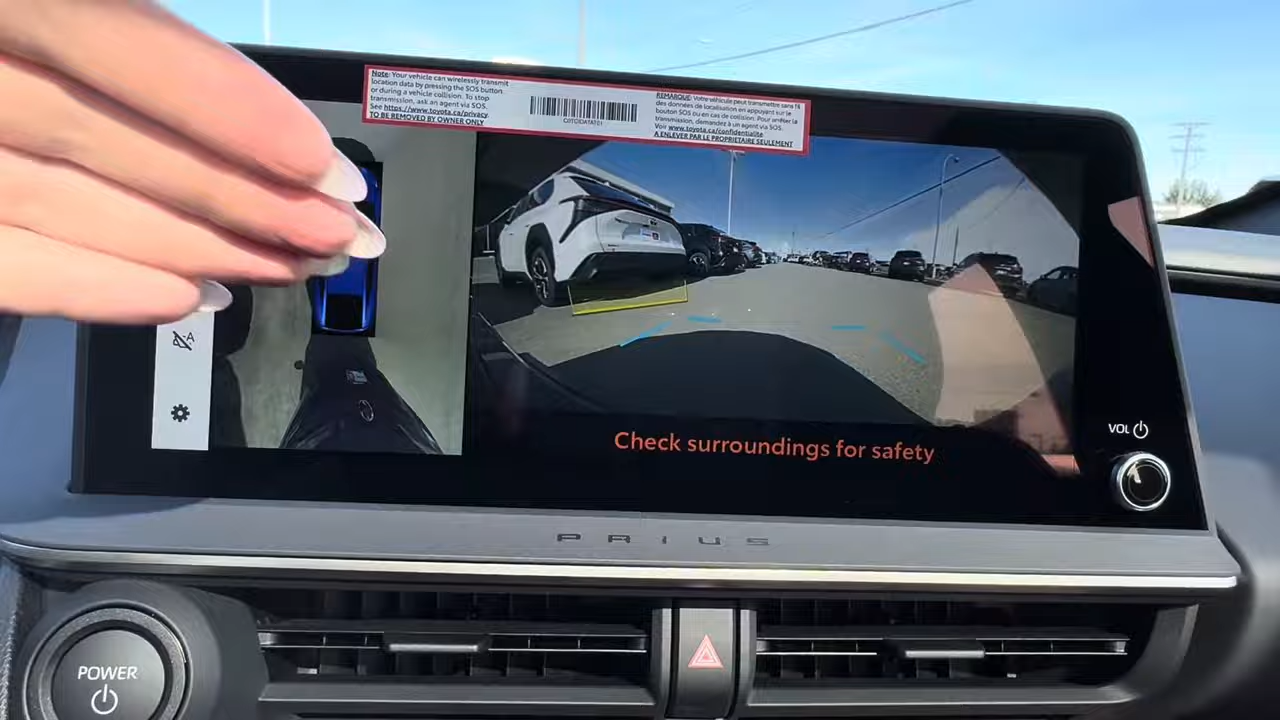 Note: Your vehicle can wirelessly transmit
location data by pressing the SOS button
or during a vehicle collision. To stop
transmission, ask an agent via SOS.
See https://www.toyota.ca/privacy.
TO BE REMOVED BY OWNER ONLY
REMARQUE: Votre véhicule peut transmettre sans fil
des données de localisation en appuyant sur le
bouton SOS ou en cas de collision. Pour arrêter la
transmission, demandez à un agent via SOS.
Voir www.toyota.ca/confidentialite
A ENLEVER PAR LE PROPRIETAIRE SEULEMENT
A
Check surroundings for safety
VOL
PRIUS
POWER